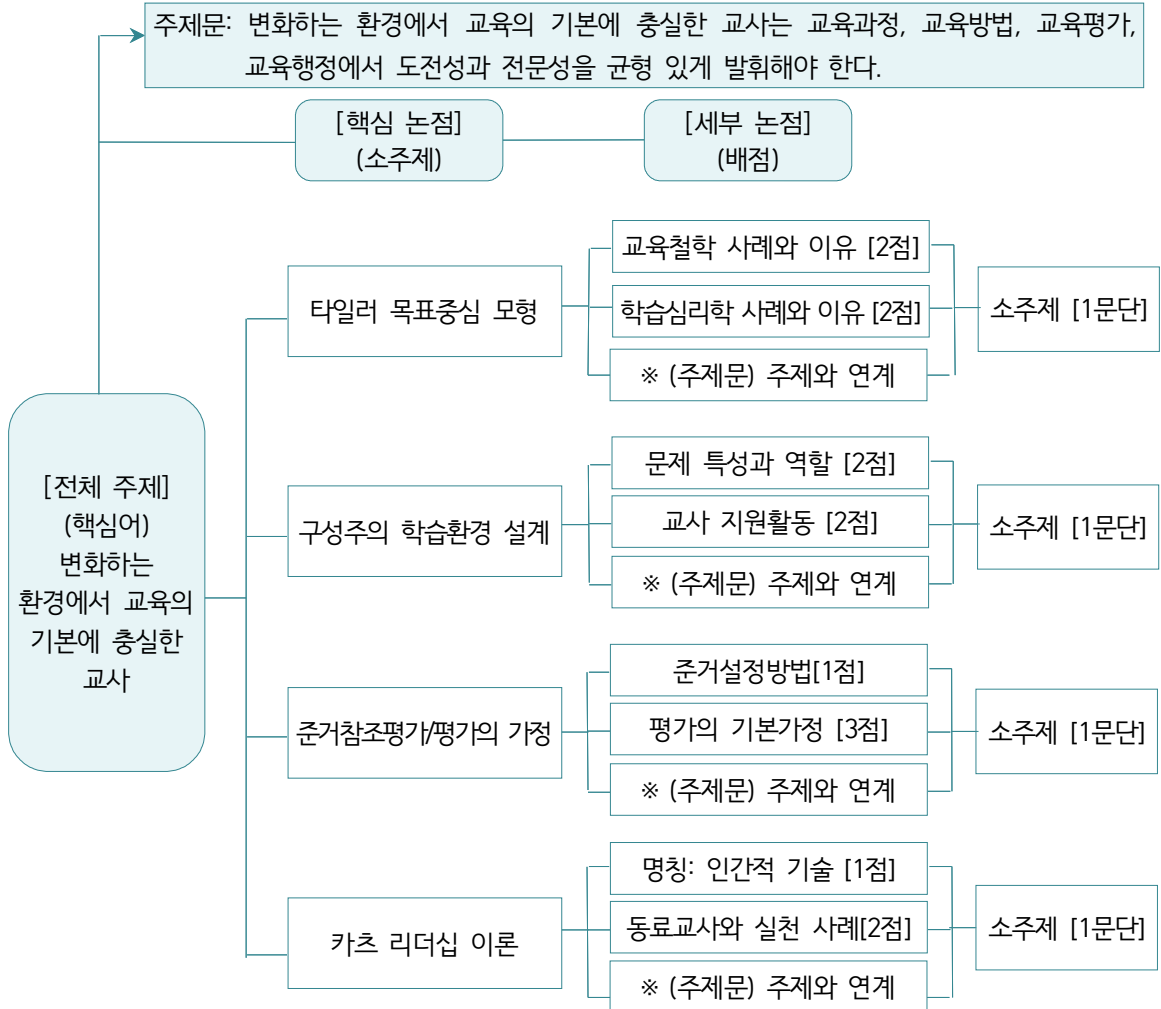 주제문: 변화하는 환경에서 교육의 기본에 충실한 교사는 교육과정, 교육방법, 교육평가,
교육행정에서 도전성과 전문성을 균형 있게 발휘해야 한다.
[핵심 논점]
(소주제)
[세부 논점]
(배점)
[전체 주제]
(핵심어)
변화하는
환경에서 교육의
기본에 충실한
교사
타일러 목표중심 모형
교육철학 사례와 이유 [2점]
학습심리학 사례와 이유 [2점]
※ (주제문) 주제와 연계
소주제 [1문단]
구성주의 학습환경 설계
문제 특성과 역할 [2점]
교사 지원활동 [2점]
※ (주제문) 주제와 연계
소주제 [1문단]
준거참조평가/평가의 가정
준거설정방법[1점]
평가의 기본가정 [3점]
※ (주제문) 주제와 연계
소주제 [1문단]
카츠 리더십 이론
명칭: 인간적 기술 [1점]
동료교사와 실천 사례[2점]
※ (주제문) 주제와 연계
소주제 [1문단]